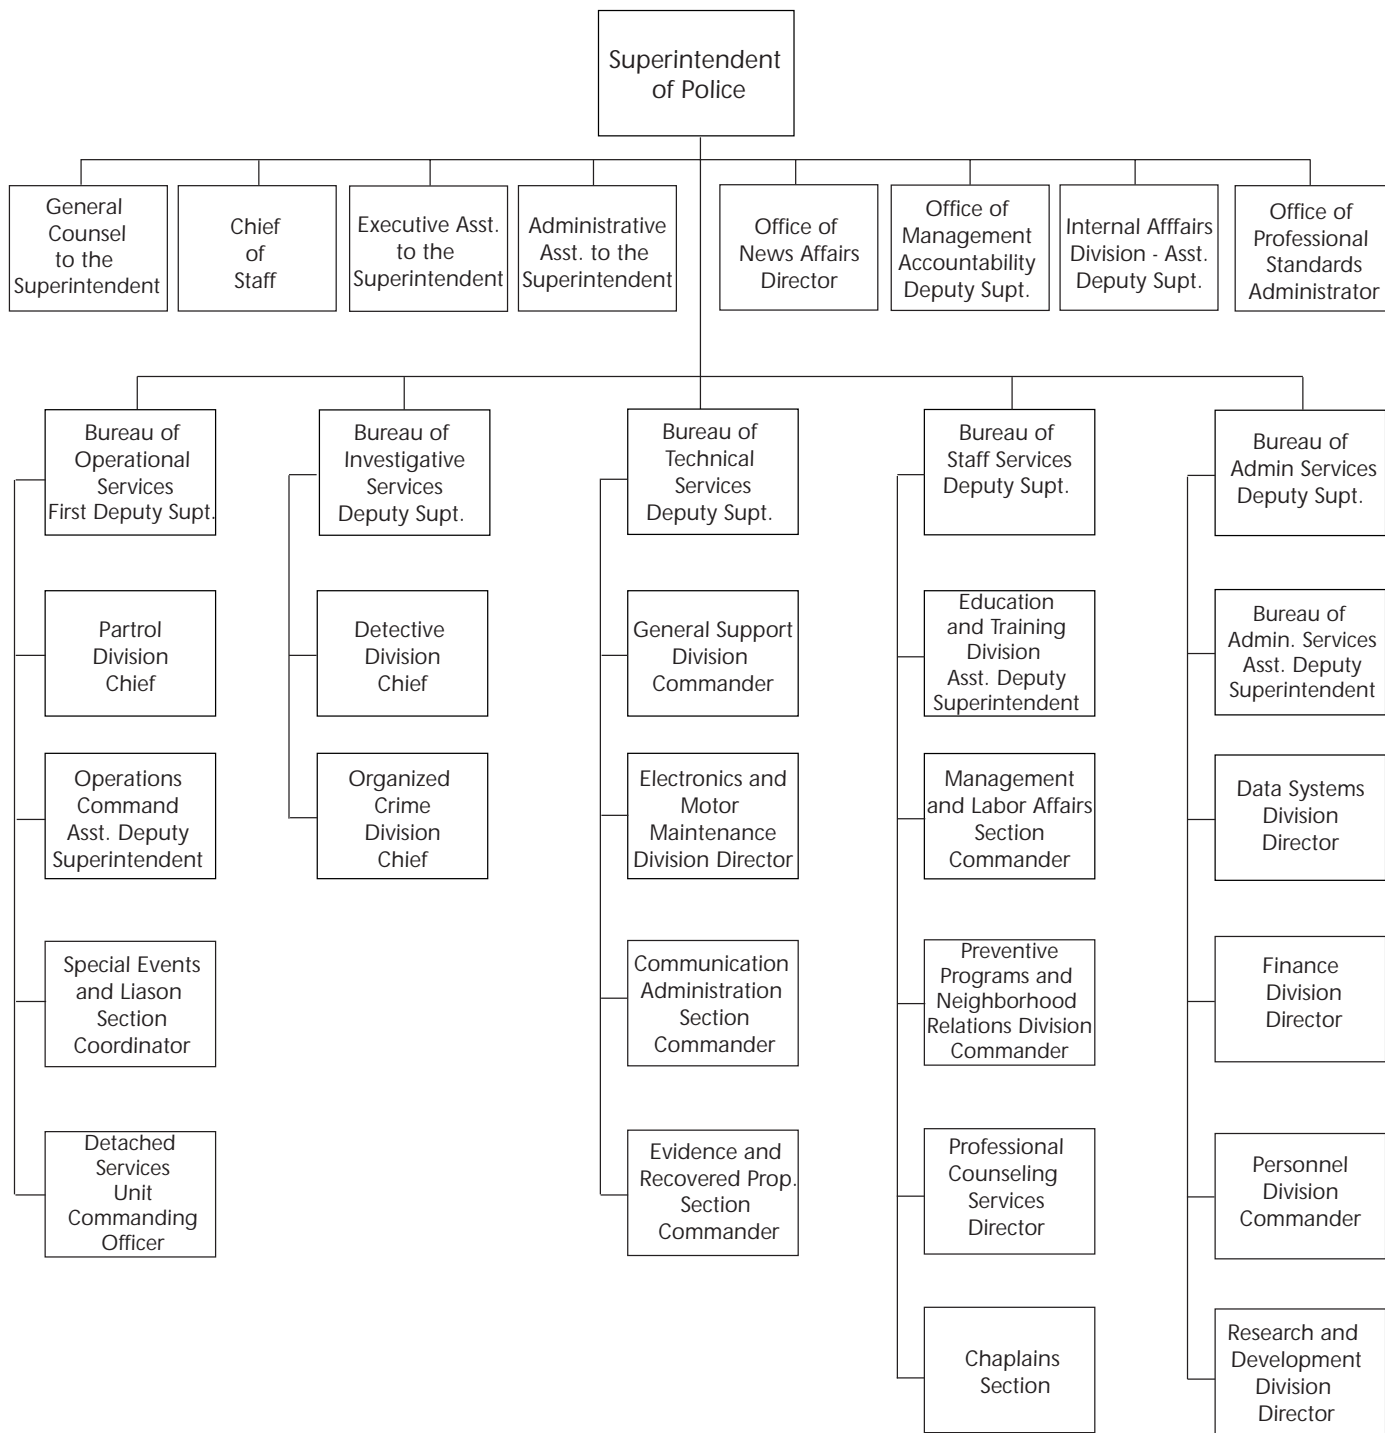 Superintendent
of Police
General
Counsel
to the
Superintendent
Chief
of
Staff
Executive Asst.
to the
Superintendent
Administrative
Asst. to the
Superintendent
Office of
News Affairs
Director
Office of
Management
Accountability
Deputy Supt.
Internal Afffairs
Division - Asst.
Deputy Supt.
Office of
Professional
Standards
Administrator
Bureau of
Operational
Services
First Deputy Supt.
Bureau of
Investigative
Services
Deputy Supt.
Bureau of
Technical
Services
Deputy Supt.
Bureau of
Staff Services
Deputy Supt.
Bureau of
Admin Services
Deputy Supt.
Partrol
Division
Chief
Detective
Division
Chief
General Support
Division
Commander
Education
and Training
Division
Asst. Deputy
Superintendent
Bureau of
Admin. Services
Asst. Deputy
Superintendent
Operations
Command
Asst. Deputy
Superintendent
Organized
Crime
Division
Chief
Electronics and
Motor
Maintenance
Division Director
Management
and Labor Affairs
Section
Commander
Data Systems
Division
Director
Special Events
and Liason
Section
Coordinator
Communication
Administration
Section
Commander
Preventive
Programs and
Neighborhood
Relations Division
Commander
Finance
Division
Director
Detached
Services
Unit
Commanding
Officer
Evidence and
Recovered Prop.
Section
Commander
Professional
Counseling
Services
Director
Personnel
Division
Commander
Chaplains
Section
Research and
Development
Division
Director